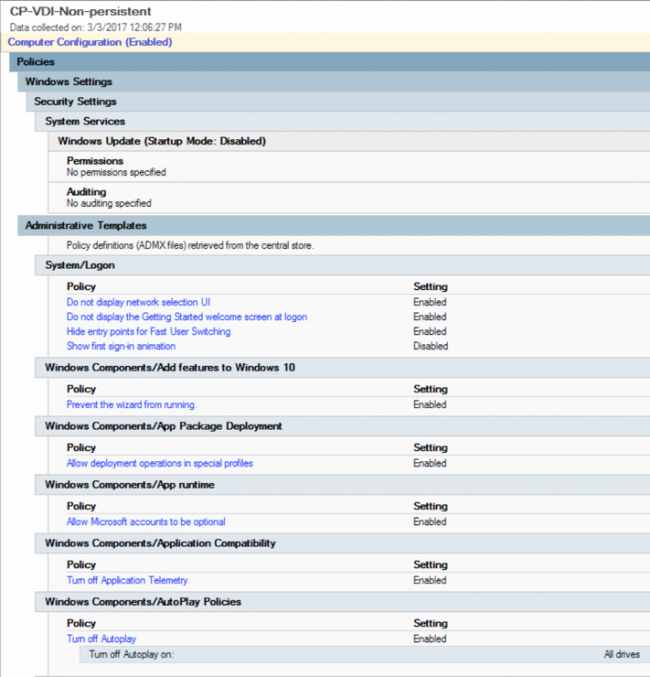 CP-VDI-Non-persistent
Data collected on: 3/3/2017 12:06:27 PM
Computer Configuration (Enabled)
Policies
Windows Settings
Security Settings
System Services
Windows Update (Startup Mode: Disabled)
Permissions
No permissions specified
Auditing
No auditing specified
Administrative Templates
Policy definitions (ADMX files) retrieved from the central store.
System/Logon
Policy Setting
Do not display network selection UI Enabled
Do not display the Getting Started welcome screen at logon Enabled
Hide entry points for Fast User Switching Enabled
Show first sign-in animation Disabled
Windows Components/Add features to Windows 10
Policy Setting
Prevent the wizard from running. Enabled
Windows Components/App Package Deployment
Policy Setting
Allow deployment operations in special profiles Enabled
Windows Components/App runtime
Policy Setting
Allow Microsoft accounts to be optional Enabled
Windows Components/Application Compatibility
Policy Setting
Turn off Application Telemetry Enabled
Windows Components/AutoPlay Policies
Policy Setting
Turn off Autoplay Enabled
Turn off Autoplay on: All drives